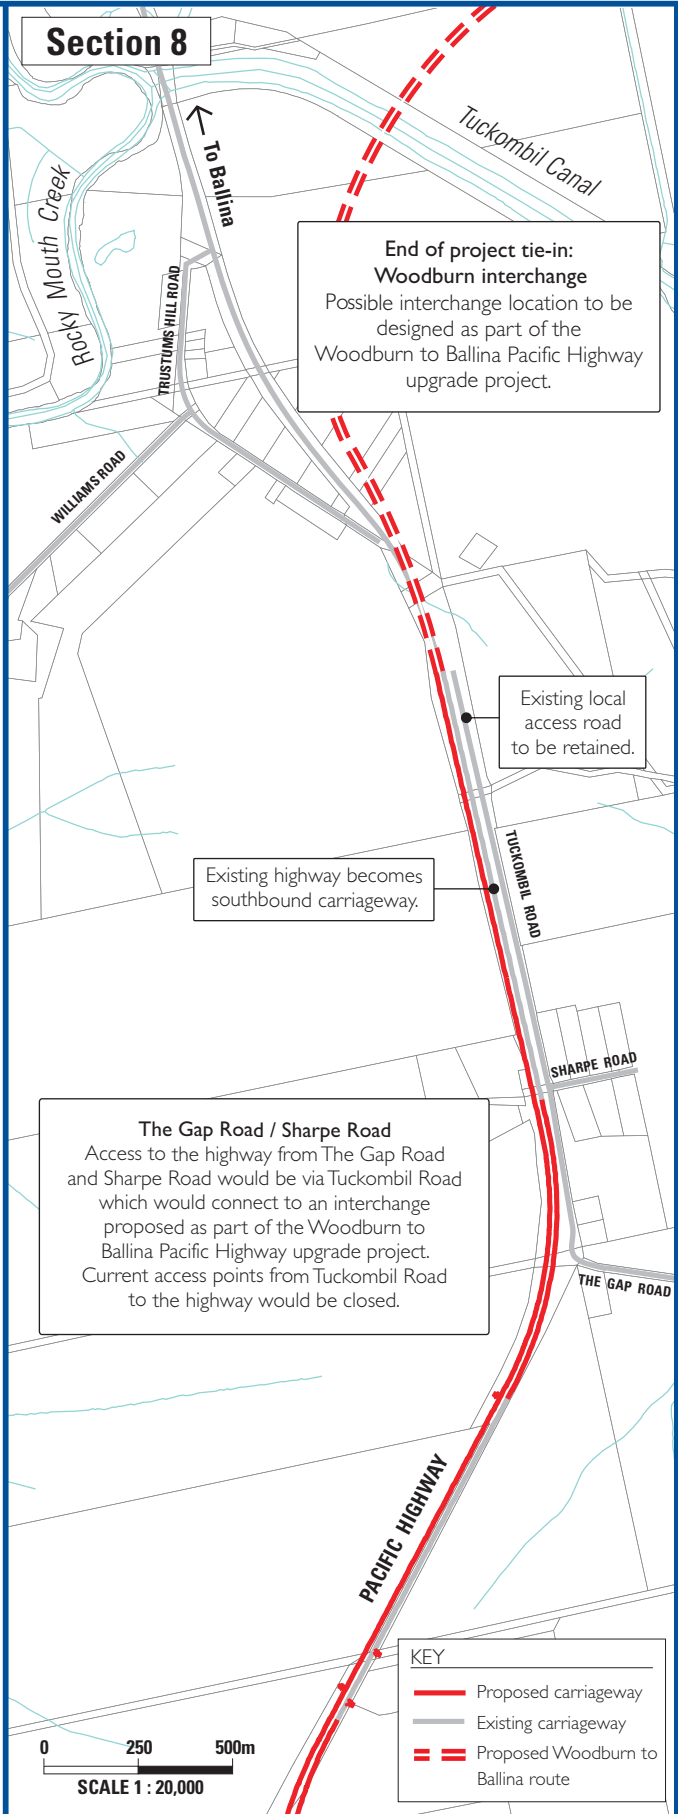 Section 8
Tuckombil Canal
To Ballina
Rocky Mouth Creek
End of project tie-in:
Woodburn interchange
Possible interchange location to be
designed as part of the
Woodburn to Ballina Pacific Highway
upgrade project.
TRUSTUMS HILL ROAD
WILLIAMS ROAD
Existing local
access road
to be retained.
TUCKOMBIL ROAD
Existing highway becomes
southbound carriageway.
SHARPE ROAD
The Gap Road / Sharpe Road
Access to the highway from The Gap Road
and Sharpe Road would be via Tuckombil Road
which would connect to an interchange
proposed as part of the Woodburn to
Ballina Pacific Highway upgrade project.
Current access points from Tuckombil Road
to the highway would be closed.
THE GAP ROAD
PACIFIC HIGHWAY
KEY
Proposed carriageway
Existing carriageway
Proposed Woodburn to
Ballina route
0 250 500m
SCALE 1 : 20,000